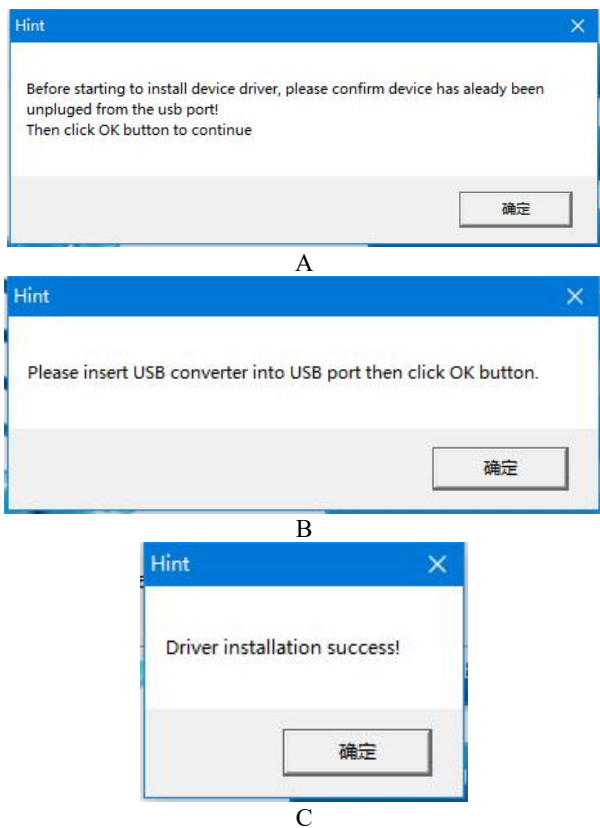 Hint
Before starting to install device driver, please confirm device has aleady been
unpluged from the usb port!
Then click OK button to continue
确定
A
Hint
Please insert USB converter into USB port then click OK button.
确定
B
Hint
Driver installation success!
确定
C